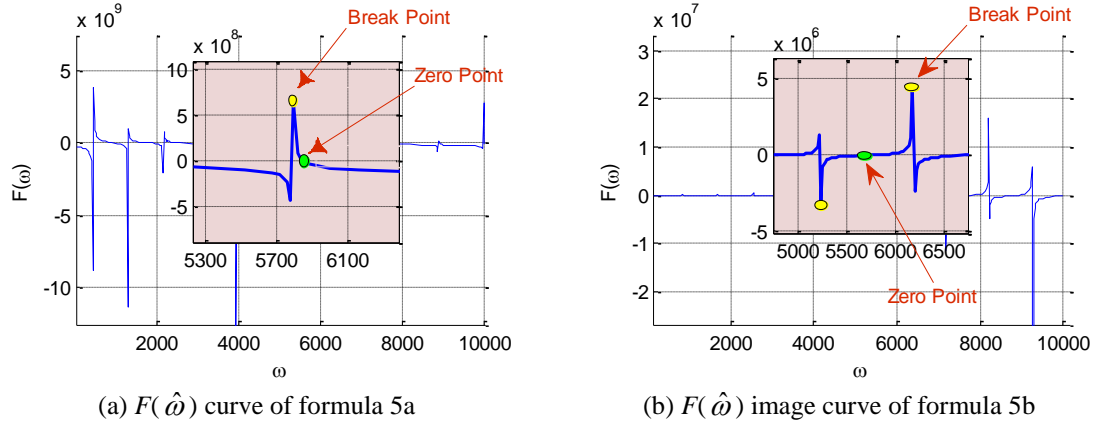 x 10^9
Break Point
x 10^8
Zero Point
10
5
0
-5
5300 5700 6100
5
0
-5
-10
F(ω)
2000 4000 6000 8000 10000
ω
(a) F( ω̂ ) curve of formula 5a
x 10^7
Break Point
x 10^6
5
0
-5
5000 5500 6000 6500
Zero Point
3
2
1
0
-1
-2
F(ω)
2000 4000 6000 8000 10000
ω
(b) F( ω̂ ) image curve of formula 5b